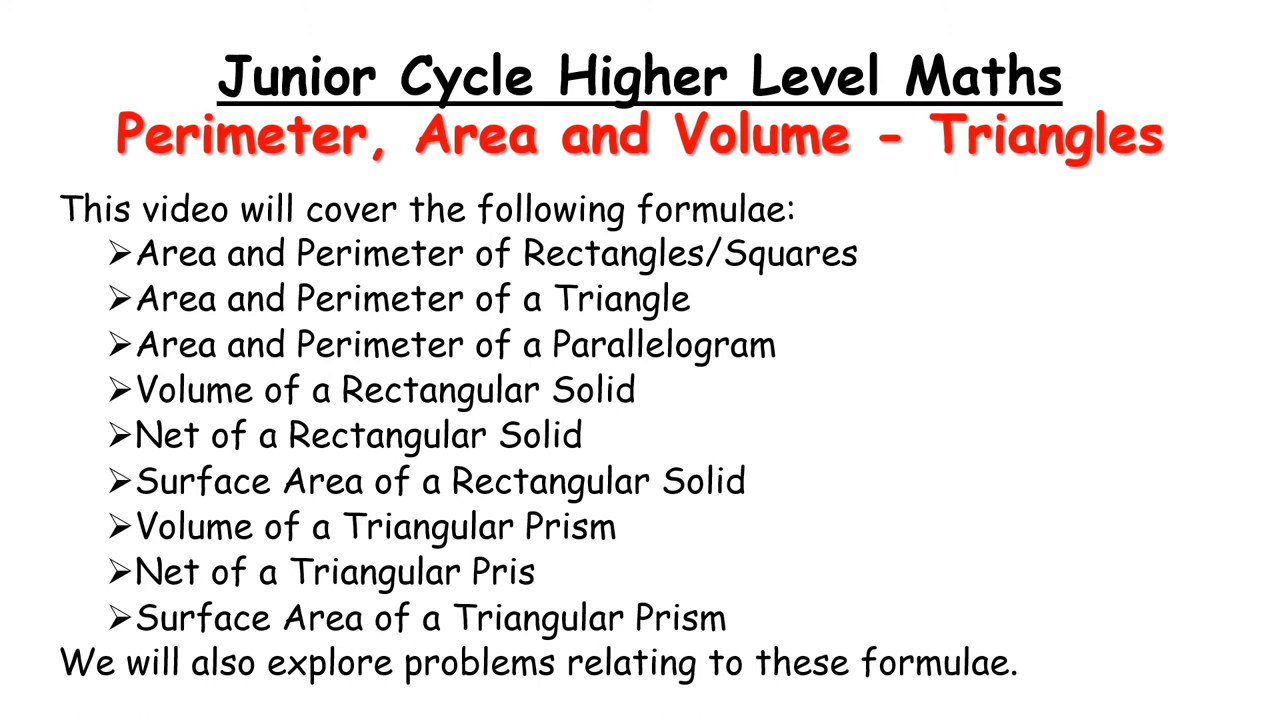 Junior Cycle Higher Level Maths
Perimeter, Area and Volume - Triangles
This video will cover the following formulae:
➢Area and Perimeter of Rectangles/Squares
➢Area and Perimeter of a Triangle
➢Area and Perimeter of a Parallelogram
➢Volume of a Rectangular Solid
➢Net of a Rectangular Solid
➢Surface Area of a Rectangular Solid
➢Volume of a Triangular Prism
➢Net of a Triangular Pris
➢Surface Area of a Triangular Prism
We will also explore problems relating to these formulae.